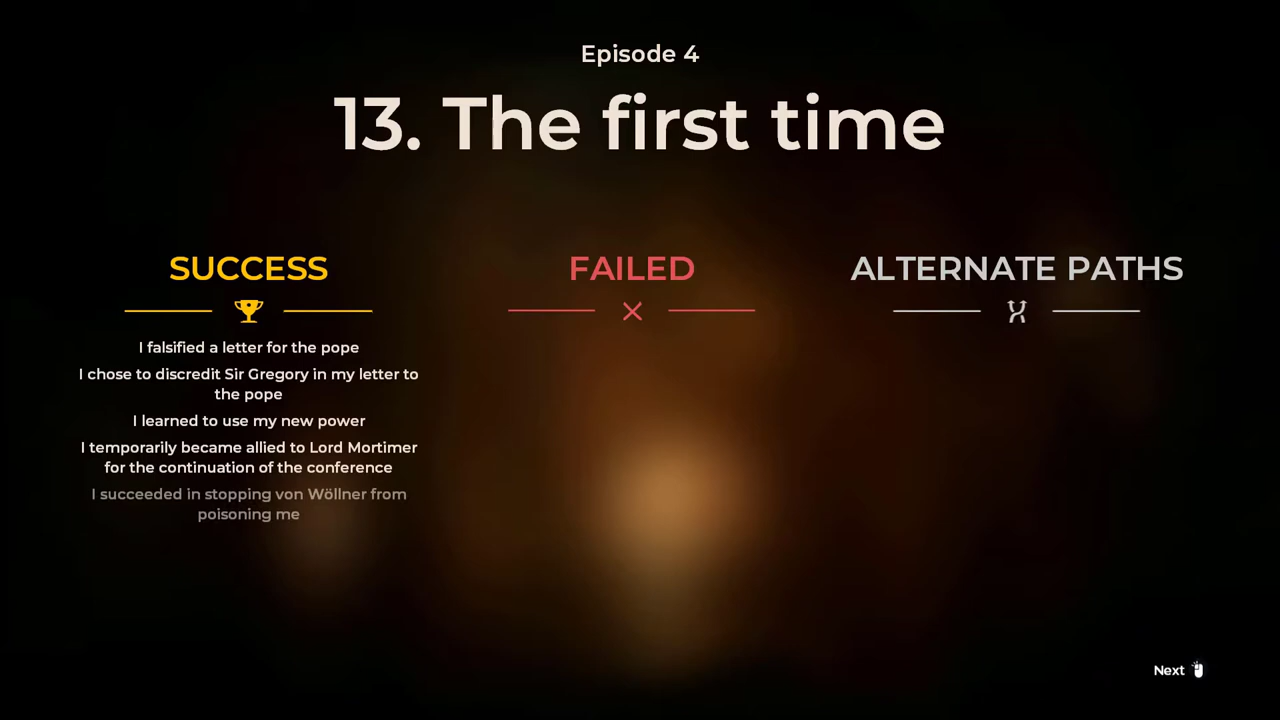 Episode 4
13. The first time
SUCCESS
I falsified a letter for the pope
I chose to discredit Sir Gregory in my letter to
the pope
I learned to use my new power
I temporarily became allied to Lord Mortimer
for the continuation of the conference
I succeeded in stopping von Wöllner from
poisoning me
FAILED
ALTERNATE PATHS
Next